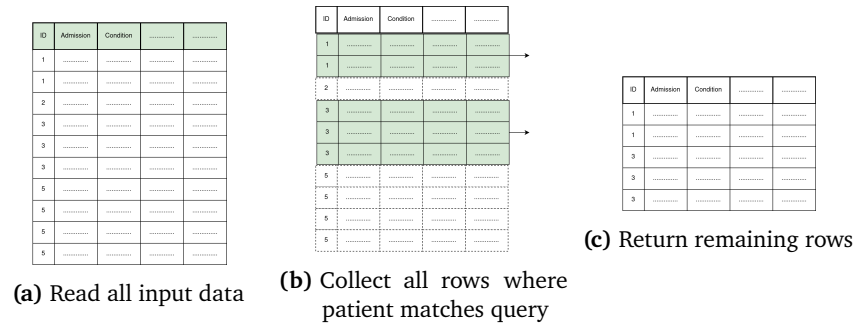 ID Admission Condition ............ ............
1 ............ ............ ............ ............
1 ............ ............ ............ ............
2 ............ ............ ............ ............
3 ............ ............ ............ ............
3 ............ ............ ............ ............
3 ............ ............ ............ ............
5 ............ ............ ............ ............
5 ............ ............ ............ ............
5 ............ ............ ............ ............
5 ............ ............ ............ ............
(a) Read all input data
ID Admission Condition ............ ............
1 ............ ............ ............ ............
1 ............ ............ ............ ............
2 ............ ............ ............ ............
3 ............ ............ ............ ............
3 ............ ............ ............ ............
3 ............ ............ ............ ............
5 ............ ............ ............ ............
5 ............ ............ ............ ............
5 ............ ............ ............ ............
5 ............ ............ ............ ............
(b) Collect all rows where
patient matches query
ID Admission Condition ............ ............
1 ............ ............ ............ ............
1 ............ ............ ............ ............
3 ............ ............ ............ ............
3 ............ ............ ............ ............
3 ............ ............ ............ ............
(c) Return remaining rows